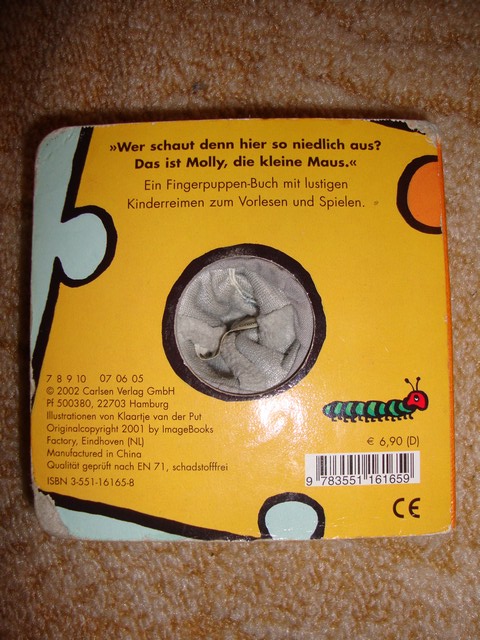 »Wer schaut denn hier so niedlich aus?
Das ist Molly, die kleine Maus.«
Ein Fingerpuppen-Buch mit lustigen
Kinderreimen zum Vorlesen und Spielen.
7 8 9 10 07 06 05
© 2002 Carlsen Verlag GmbH
Pf 500380, 22703 Hamburg
Illustrationen von Klaartje van der Put
Originalcopyright 2001 by ImageBooks
Factory, Eindhoven (NL)
Manufactured in China
Qualität geprüft nach EN 71, schadstofffrei
ISBN 3-551-16165-8
€ 6,90 (D)
9 783551 161659
CE